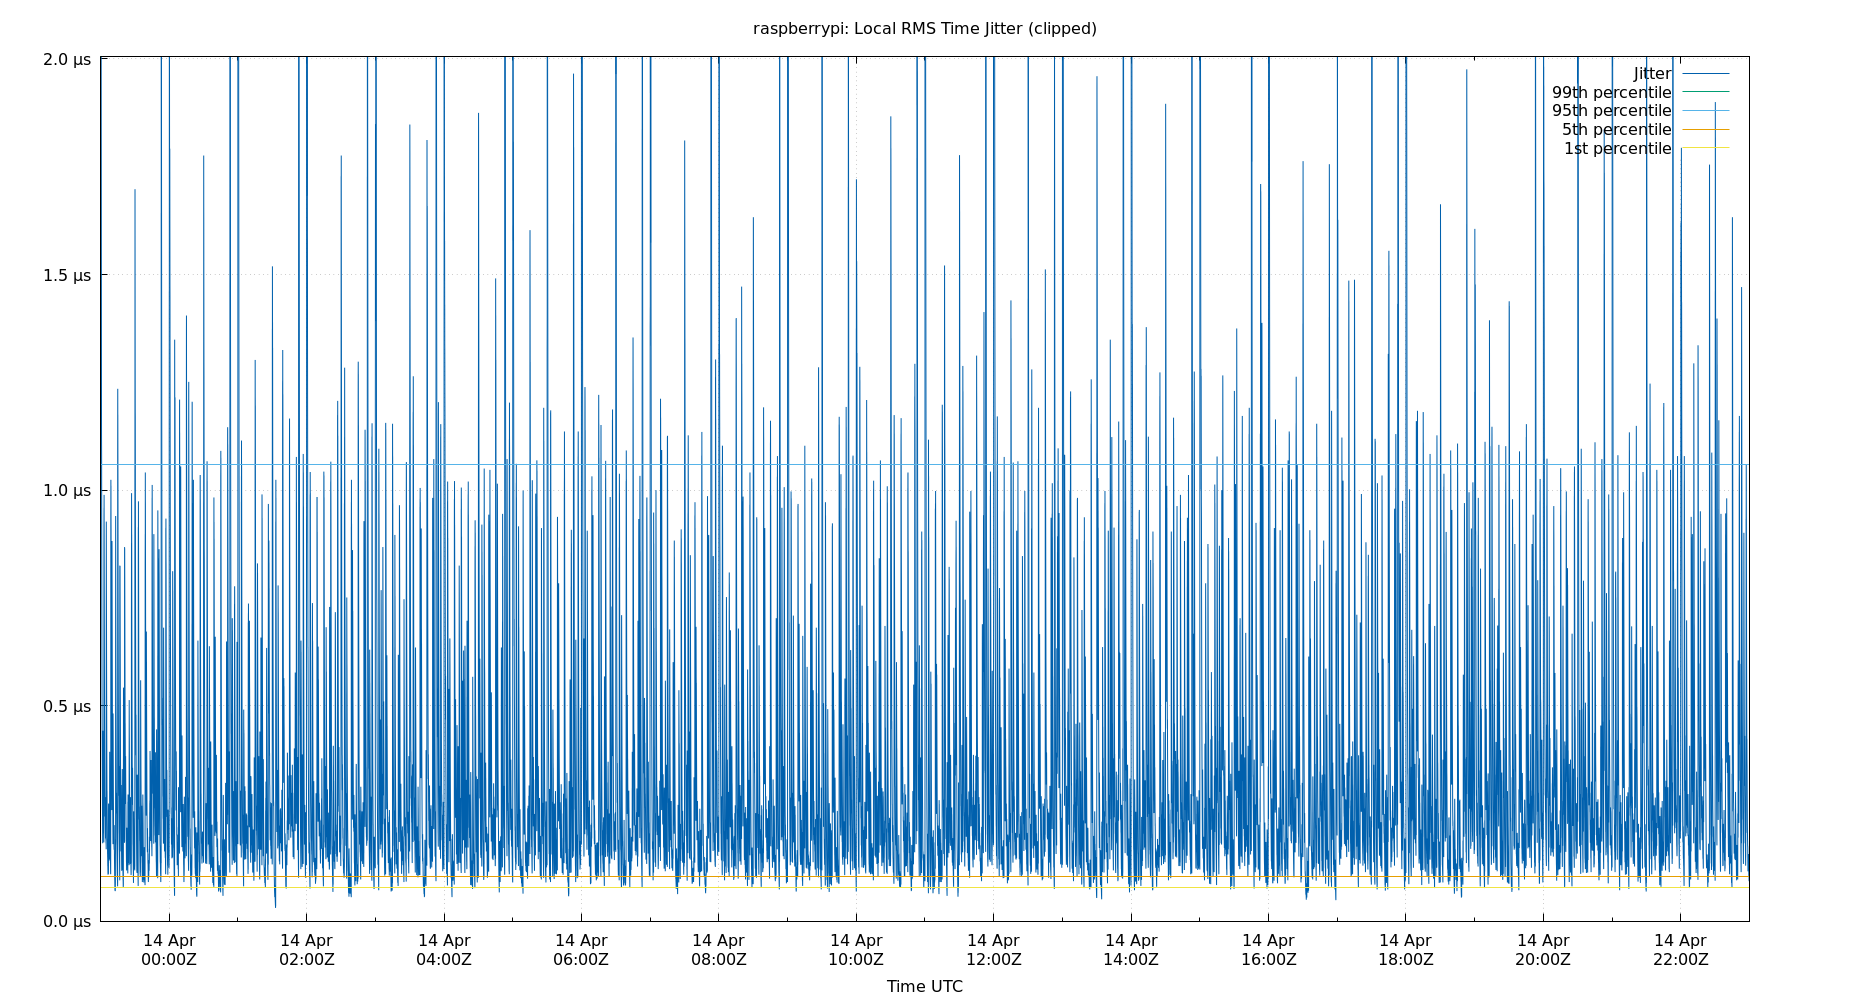 raspberrypi: Local RMS Time Jitter (clipped)
2.0 μs
1.5 μs
1.0 μs
0.5 μs
0.0 μs
Jitter
99th percentile
95th percentile
5th percentile
1st percentile
14 Apr 14 Apr 14 Apr 14 Apr 14 Apr 14 Apr 14 Apr 14 Apr 14 Apr 14 Apr 14 Apr 14 Apr
00:00Z 02:00Z 04:00Z 06:00Z 08:00Z 10:00Z 12:00Z 14:00Z 16:00Z 18:00Z 20:00Z 22:00Z
Time UTC